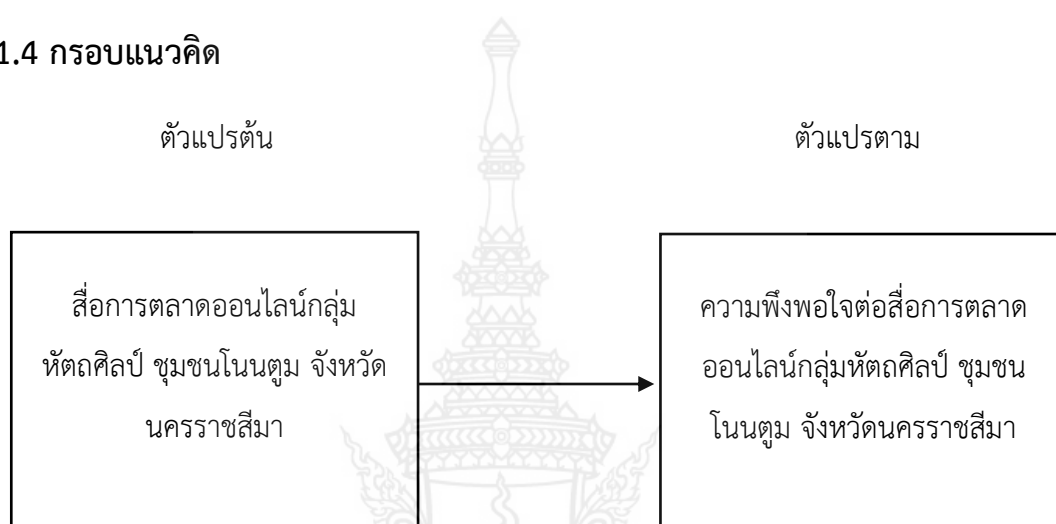 1.4 กรอบแนวคิด
ตัวแปรต้น
ตัวแปรตาม
สื่อการตลาดออนไลน์กลุ่ม
หัตถศิลป์ ชุมชนโนนตูม จังหวัด
นครราชสีมา
ความพึงพอใจต่อสื่อการตลาด
ออนไลน์กลุ่มหัตถศิลป์ ชุมชน
โนนตูม จังหวัดนครราชสีมา